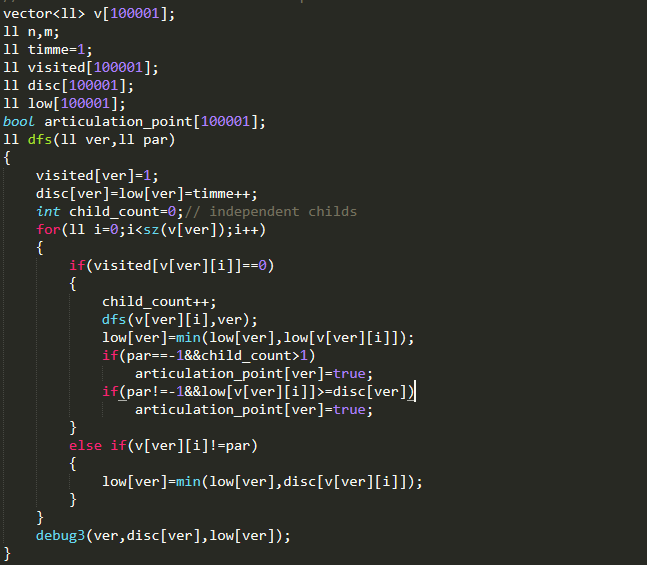 vector<ll> v[100001];
ll n,m;
ll timme=1;
ll visited[100001];
ll disc[100001];
ll low[100001];
bool articulation_point[100001];
ll dfs(ll ver,ll par)
{
    visited[ver]=1;
    disc[ver]=low[ver]=timme++;
    int child_count=0;// independent childs
    for(ll i=0;i<sz(v[ver]);i++)
    {
        if(visited[v[ver][i]]==0)
        {
            child_count++;
            dfs(v[ver][i],ver);
            low[ver]=min(low[ver],low[v[ver][i]]);
            if(par==-1&&child_count>1)
                articulation_point[ver]=true;
            if(par!=-1&&low[v[ver][i]]>=disc[ver])
                articulation_point[ver]=true;
        }
        else if(v[ver][i]!=par)
        {
            low[ver]=min(low[ver],disc[v[ver][i]]);
        }
    }
    debug3(ver,disc[ver],low[ver]);
}